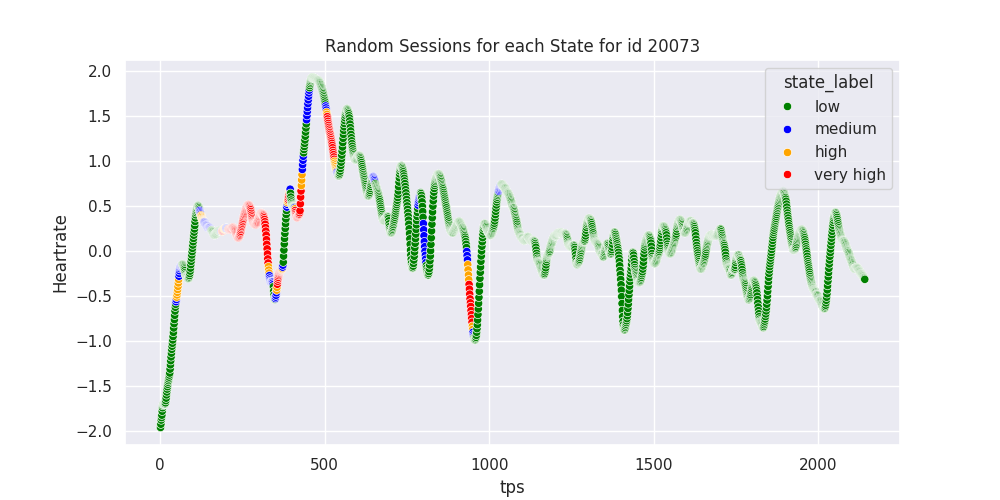 Random Sessions for each State for id 20073
Heartrate
2.0
1.5
1.0
0.5
0.0
−0.5
−1.0
−1.5
−2.0
0
500
1000
1500
2000
tps
state_label
low
medium
high
very high